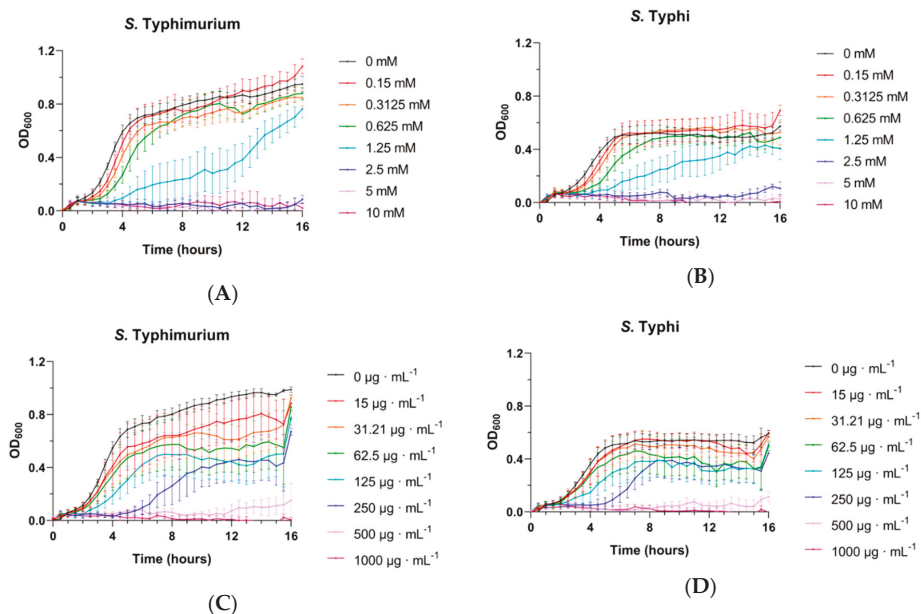 S. Typhimurium
1.2
0.8
0.4
0.0
OD600
0 4 8 12 16
Time (hours)
0 mM
0.15 mM
0.3125 mM
0.625 mM
1.25 mM
2.5 mM
5 mM
10 mM
(A)
S. Typhi
1.2
0.8
0.4
0.0
OD600
0 4 8 12 16
Time (hours)
0 mM
0.15 mM
0.3125 mM
0.625 mM
1.25 mM
2.5 mM
5 mM
10 mM
(B)
S. Typhimurium
1.2
0.8
0.4
0.0
OD600
0 4 8 12 16
Time (hours)
0 µg · mL-1
15 µg · mL-1
31.21 µg · mL-1
62.5 µg · mL-1
125 µg · mL-1
250 µg · mL-1
500 µg · mL-1
1000 µg · mL-1
(C)
S. Typhi
1.2
0.8
0.4
0.0
OD600
0 4 8 12 16
Time (hours)
0 µg · mL-1
15 µg · mL-1
31.21 µg · mL-1
62.5 µg · mL-1
125 µg · mL-1
250 µg · mL-1
500 µg · mL-1
1000 µg · mL-1
(D)